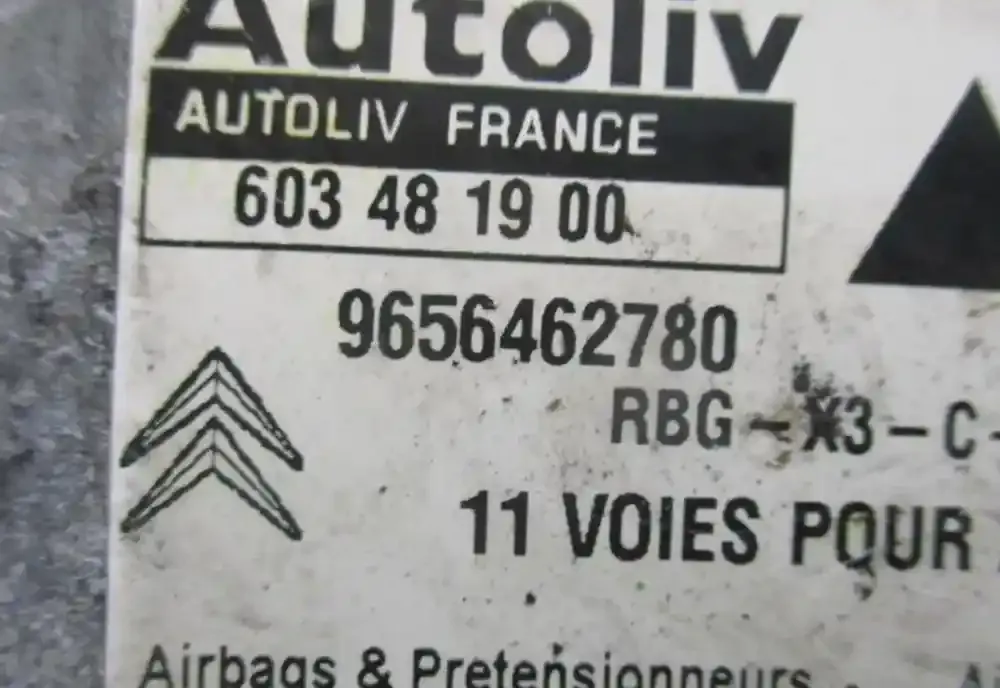 Autoliv
AUTOLIV FRANCE
603 48 19 00
9656462780
RBG-X3-C-
11 VOIES POUR
Airbags & Pretensionneurs